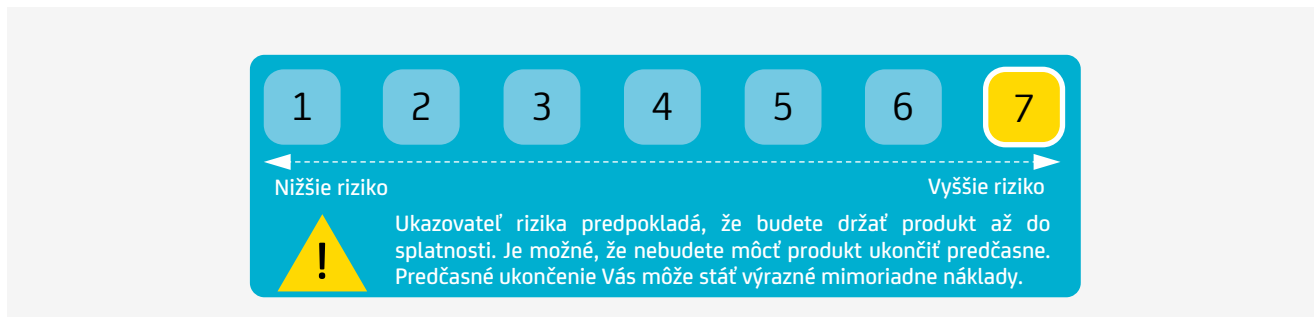 1 2 3 4 5 6 7
Nižšie riziko Vyššie riziko
Ukazovateľ rizika predpokladá, že budete držať produkt až do
splatnosti. Je možné, že nebudete môcť produkt ukončiť predčasne.
Predčasné ukončenie Vás môže stáť výrazné mimoriadne náklady.
!